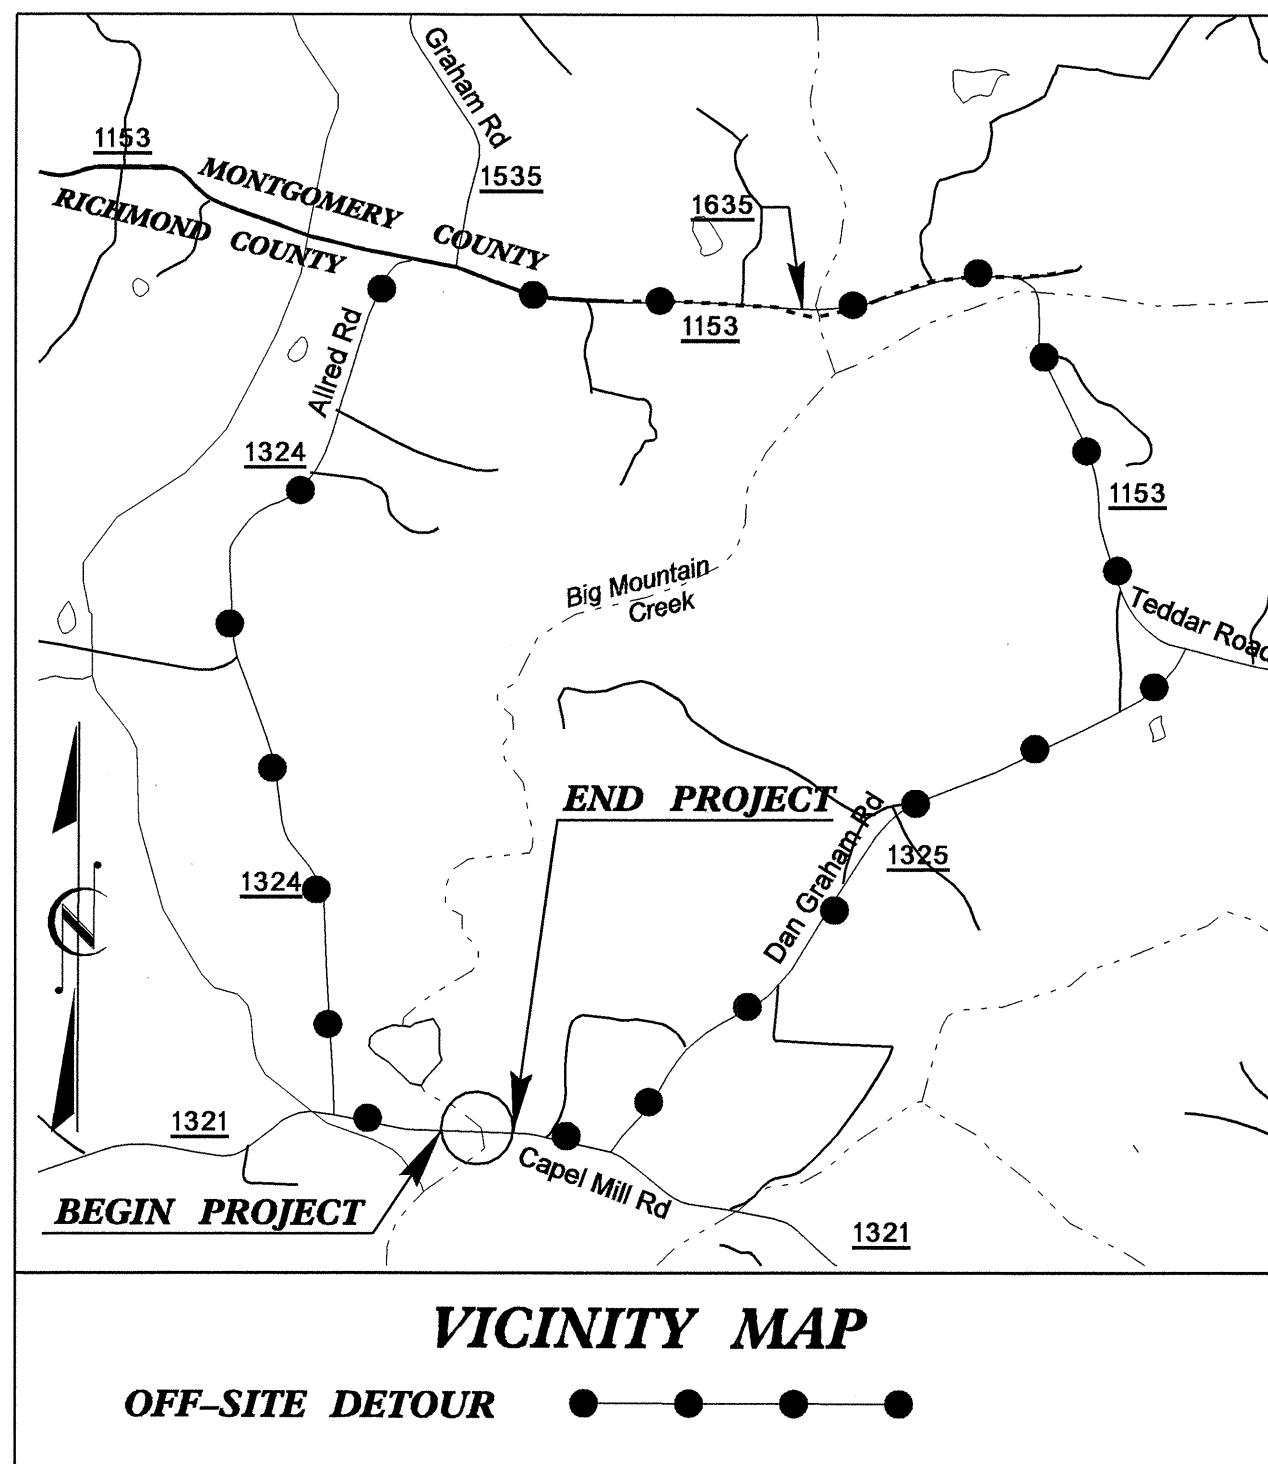 Graham Rd
1153
MONTGOMERY COUNTY
1535
RICHMOND COUNTY
1635
1153
Allred Rd
1324
1153
Big Mountain
Creek
Teddar Road
END PROJECT
Dan Graham Rd
1325
1324
N
1321
Capel Mill Rd
BEGIN PROJECT
1321
VICINITY MAP
OFF–SITE DETOUR